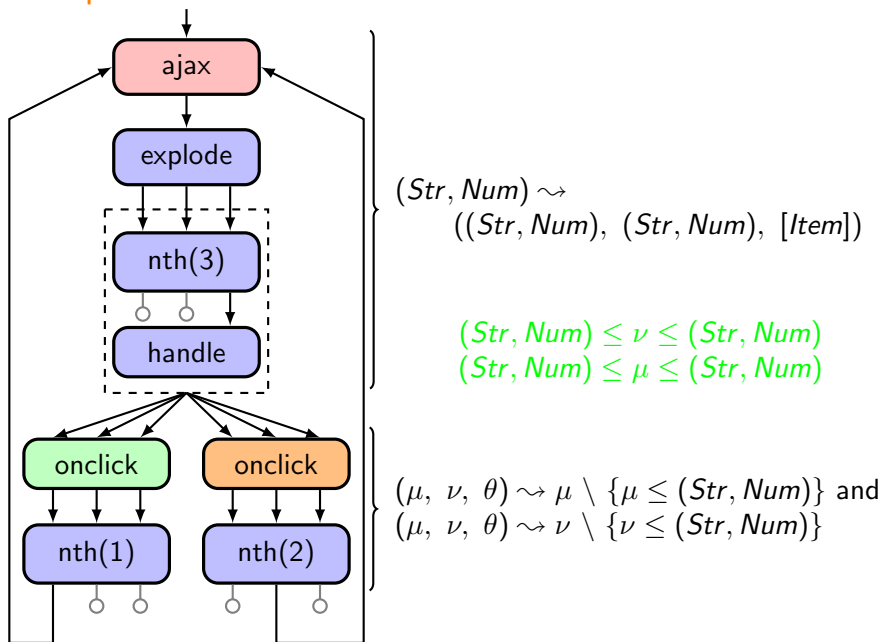 ajax
explode
(Str, Num) ⤳
((Str, Num), (Str, Num), [Item])
nth(3)
handle
(Str, Num) ≤ ν ≤ (Str, Num)
(Str, Num) ≤ μ ≤ (Str, Num)
onclick
onclick
(μ, ν, θ) ⤳ μ \ {μ ≤ (Str, Num)} and
(μ, ν, θ) ⤳ ν \ {ν ≤ (Str, Num)}
nth(1)
nth(2)